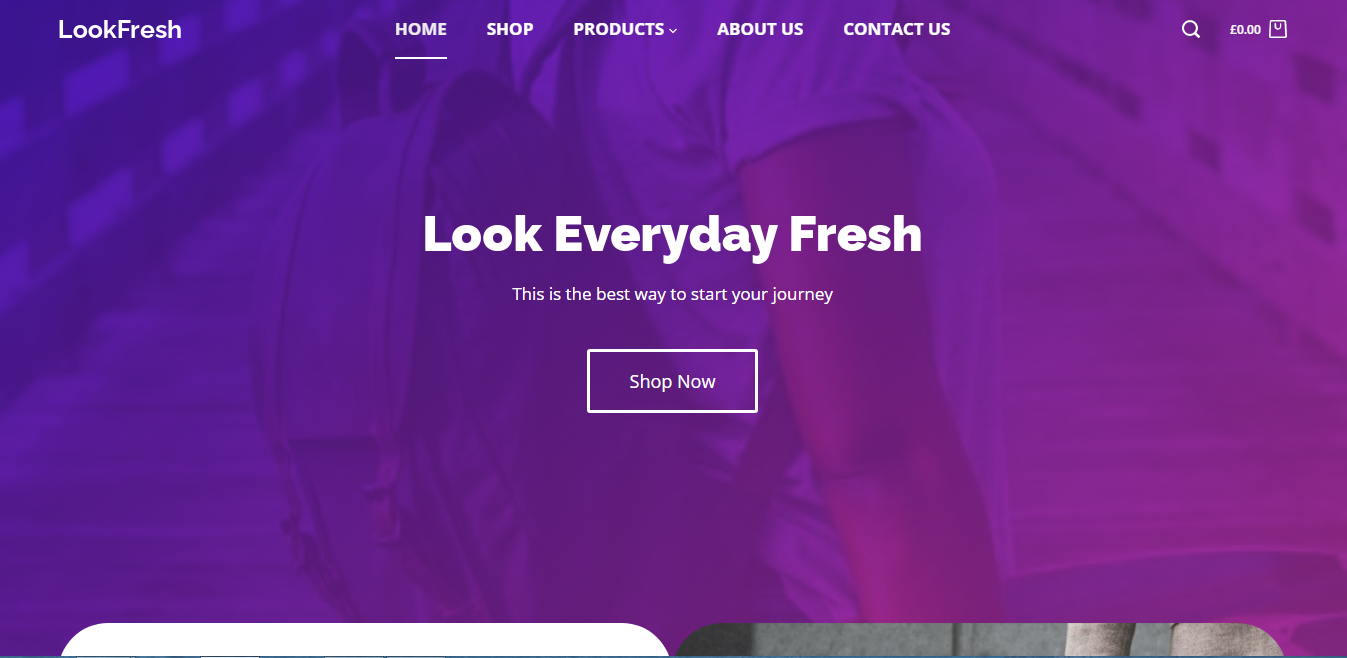 LookFresh
HOME SHOP PRODUCTS ABOUT US CONTACT US
£0.00
Look Everyday Fresh
This is the best way to start your journey
Shop Now